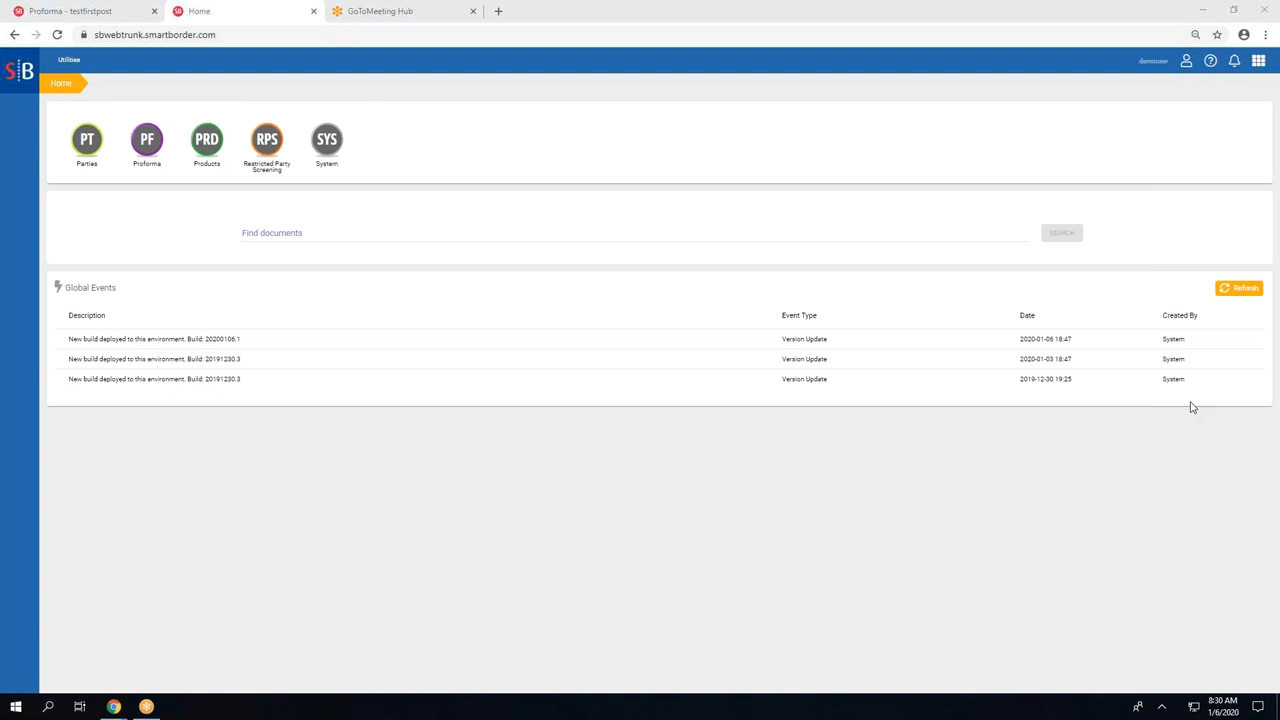 Proforma - testfirstpost
Home
GoToMeeting Hub
sbwebtrunk.smartborder.com
SB
Utilities
demouser
Home
PT
PF
PRD
RPS
SYS
Parties
Proforma
Products
Restricted Party
Screening
System
Find documents
SEARCH
Global Events
Refresh
Description
Event Type
Date
Created By
New build deployed to this environment. Build: 20200106.1
Version Update
2020-01-06 18:47
System
New build deployed to this environment. Build: 20191230.3
Version Update
2020-01-03 18:47
System
New build deployed to this environment. Build: 20191230.3
Version Update
2019-12-30 19:25
System
8:30 AM
1/6/2020